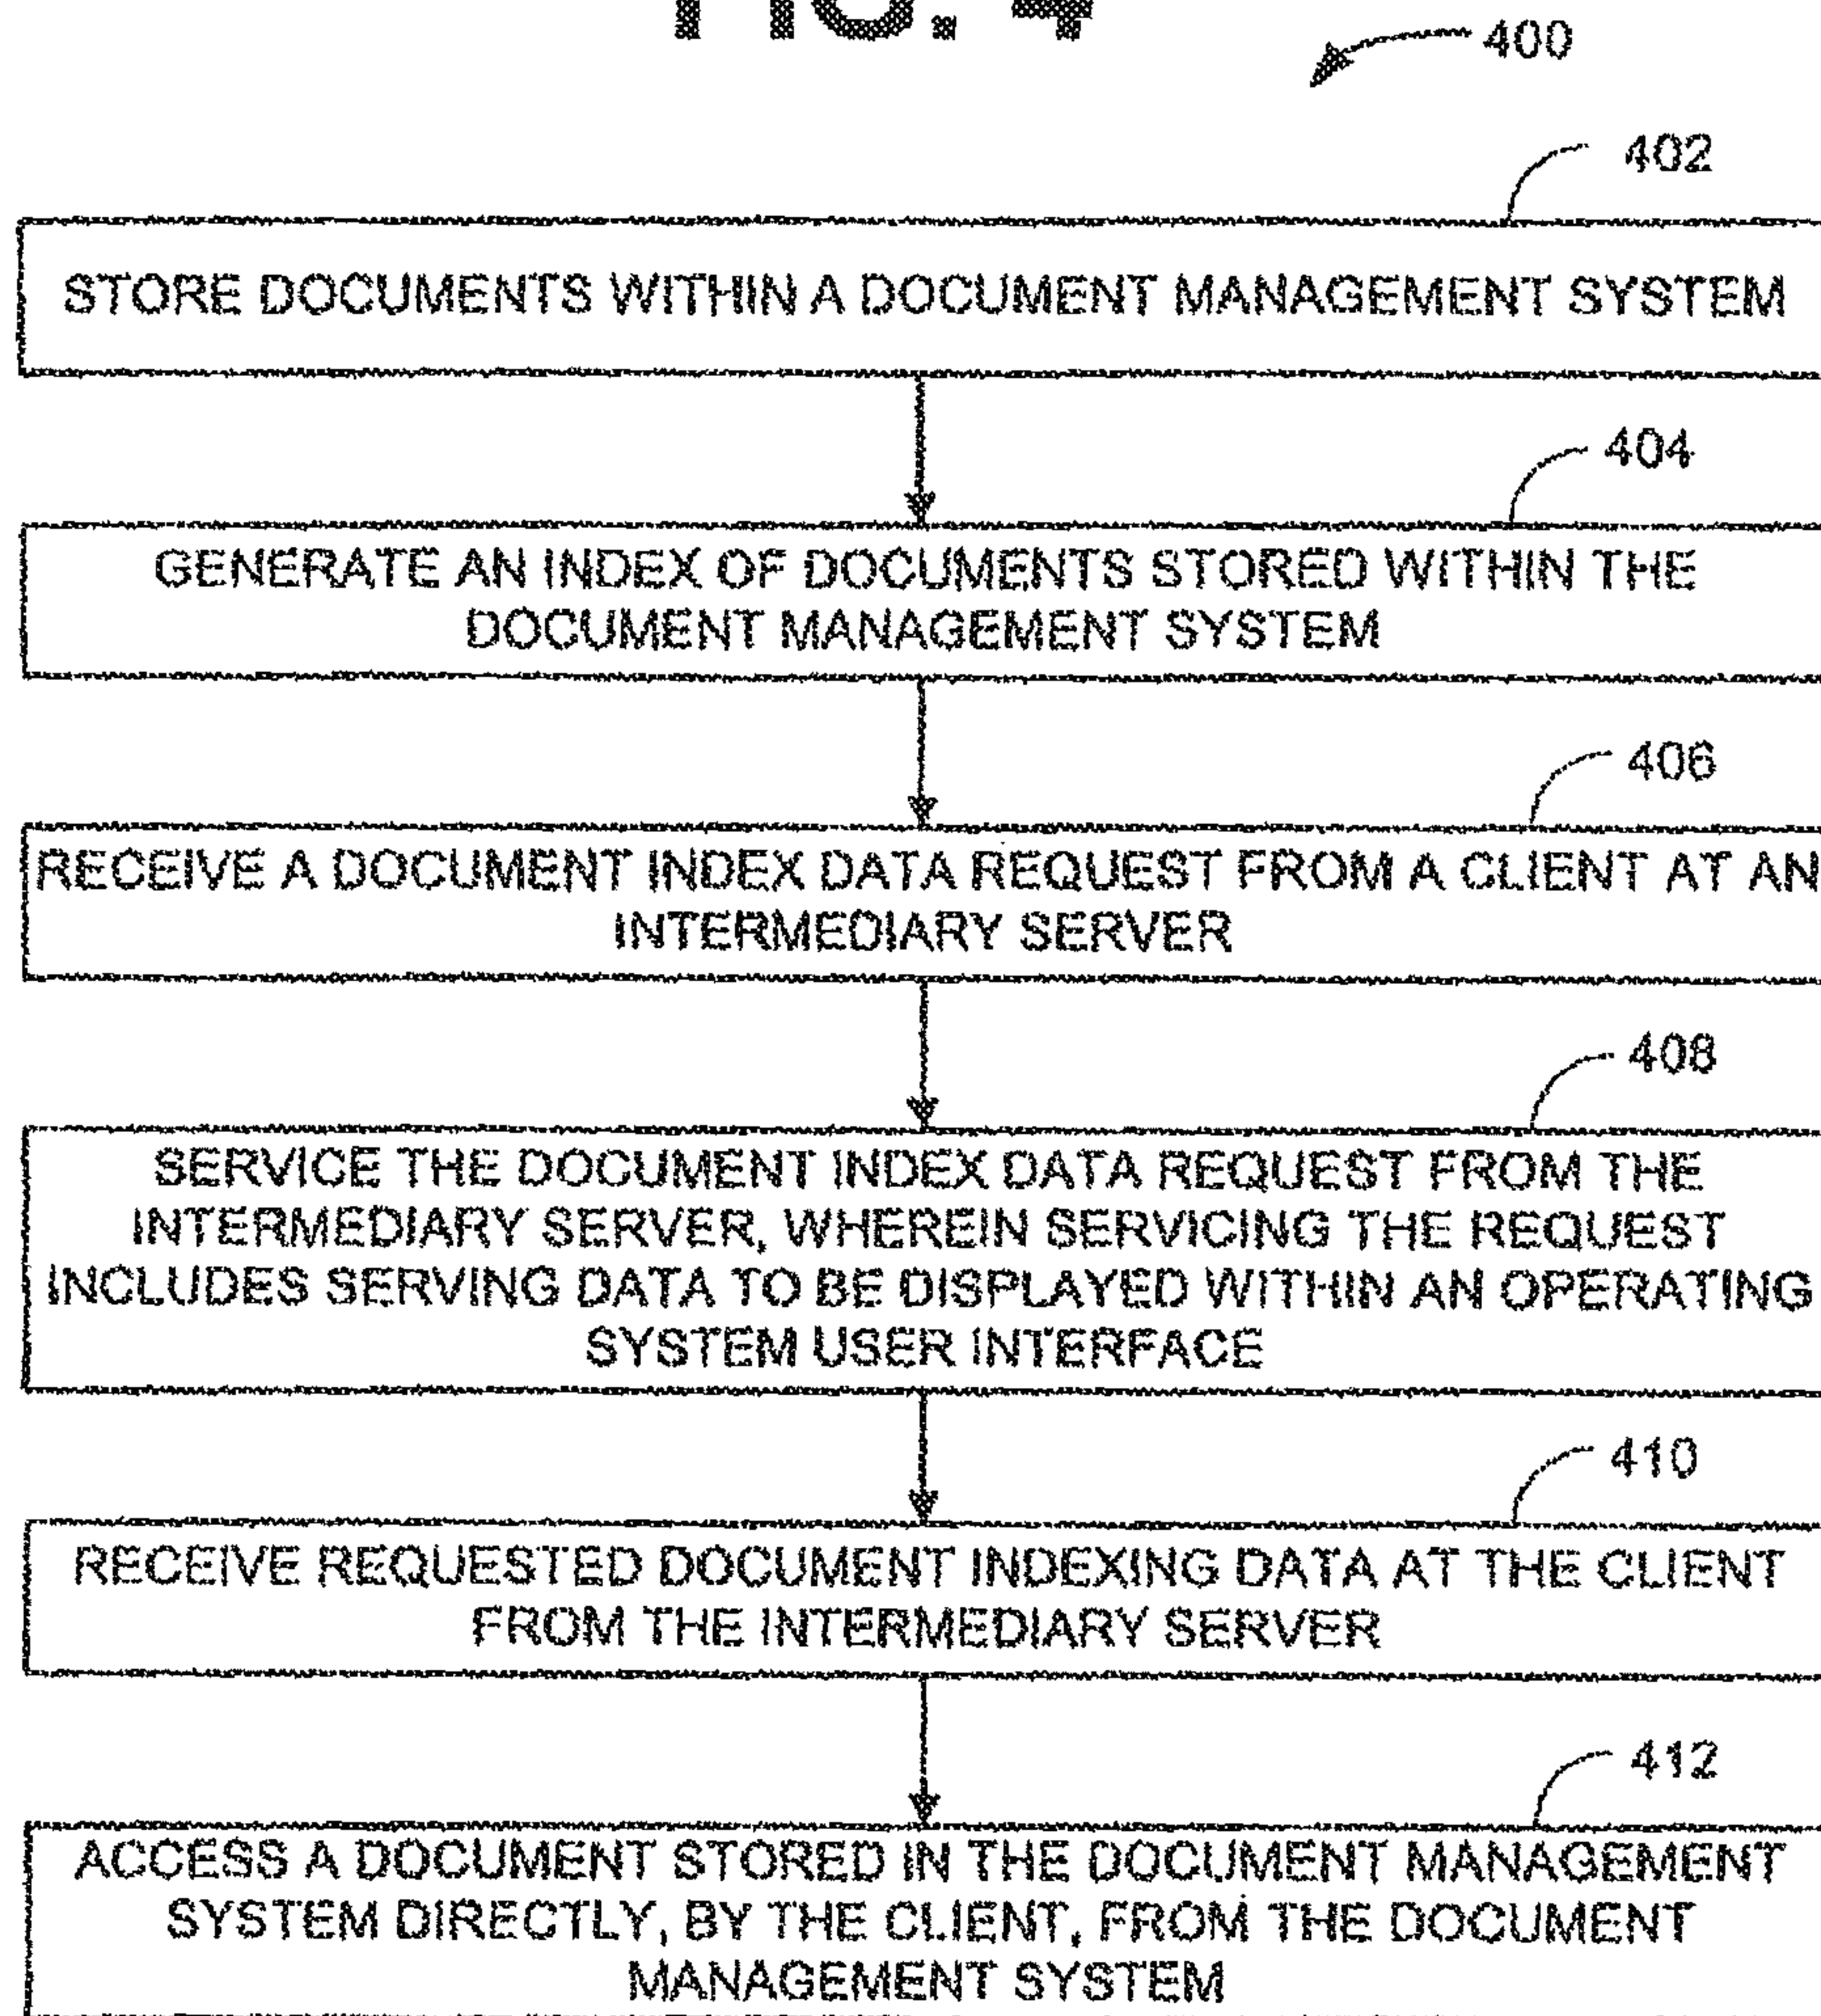 FIG. 4
400
402
STORE DOCUMENTS WITHIN A DOCUMENT MANAGEMENT SYSTEM
404
GENERATE AN INDEX OF DOCUMENTS STORED WITHIN THE
DOCUMENT MANAGEMENT SYSTEM
406
RECEIVE A DOCUMENT INDEX DATA REQUEST FROM A CLIENT AT AN
INTERMEDIARY SERVER
408
SERVICE THE DOCUMENT INDEX DATA REQUEST FROM THE
INTERMEDIARY SERVER, WHEREIN SERVICING THE REQUEST
INCLUDES SERVING DATA TO BE DISPLAYED WITHIN AN OPERATING
SYSTEM USER INTERFACE
410
RECEIVE REQUESTED DOCUMENT INDEXING DATA AT THE CLIENT
FROM THE INTERMEDIARY SERVER
412
ACCESS A DOCUMENT STORED IN THE DOCUMENT MANAGEMENT
SYSTEM DIRECTLY, BY THE CLIENT, FROM THE DOCUMENT
MANAGEMENT SYSTEM